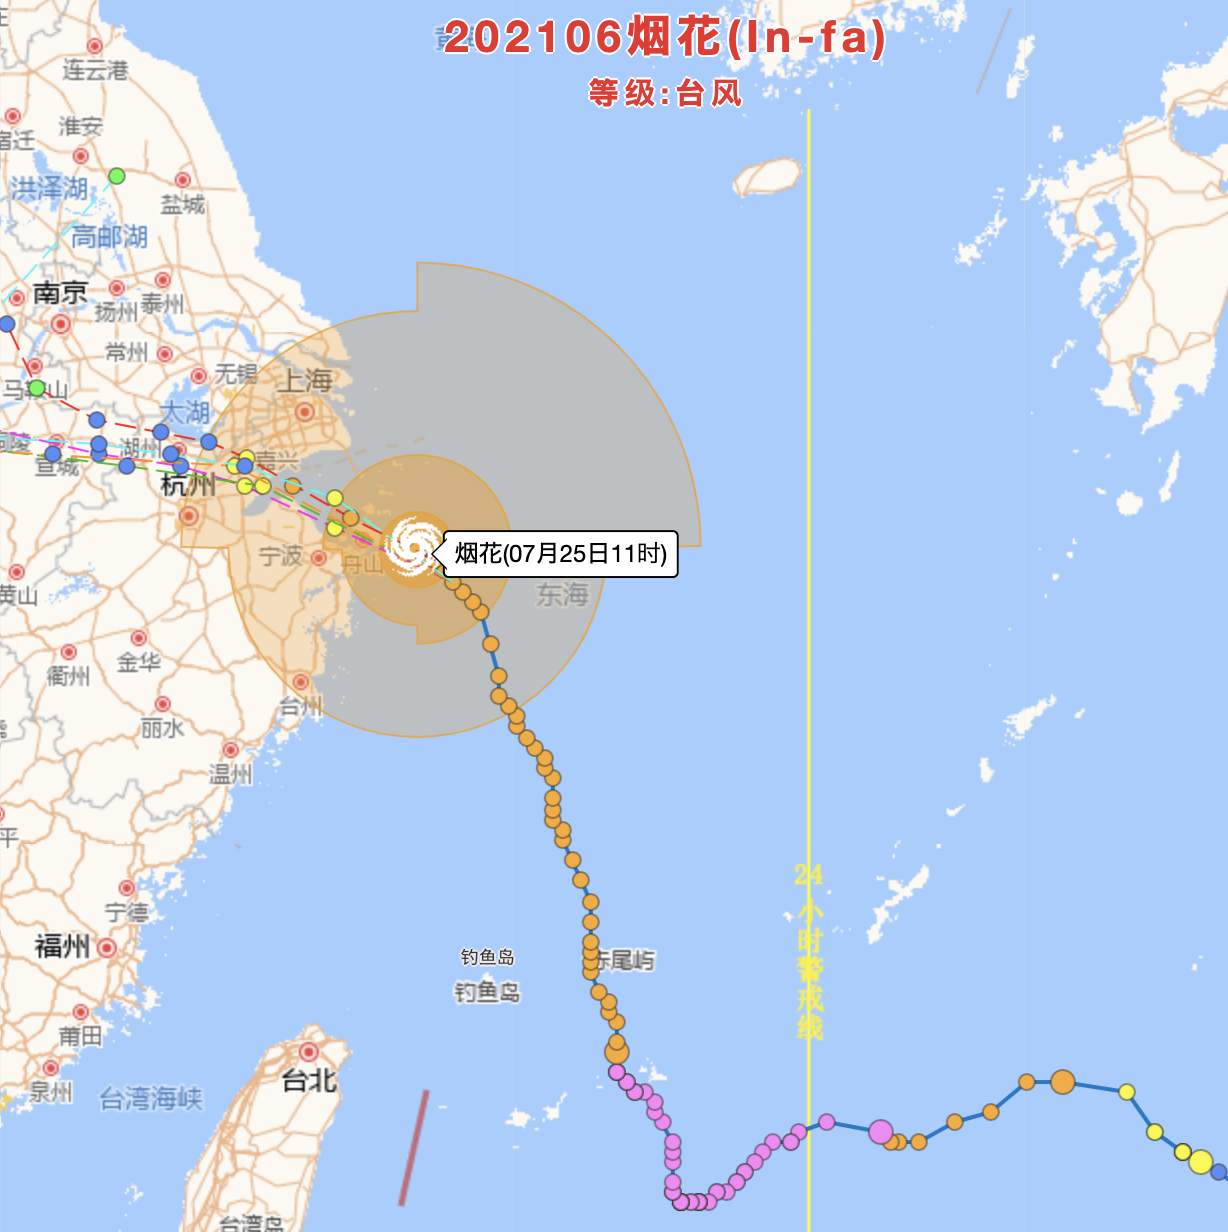 202106烟花(In-fa)
等级:台风
连云港
淮安
洪泽湖
盐城
高邮湖
南京
扬州
泰州
常州
无锡
上海
马鞍山
太湖
湖州
嘉兴
宣城
杭州
宁波
舟山
烟花(07月25日11时)
东海
黄山
金华
衢州
台州
丽水
温州
24
小
时
警
戒
线
宁德
福州
钓鱼岛
赤尾屿
钓鱼岛
莆田
台北
泉州
台湾海峡
台湾岛